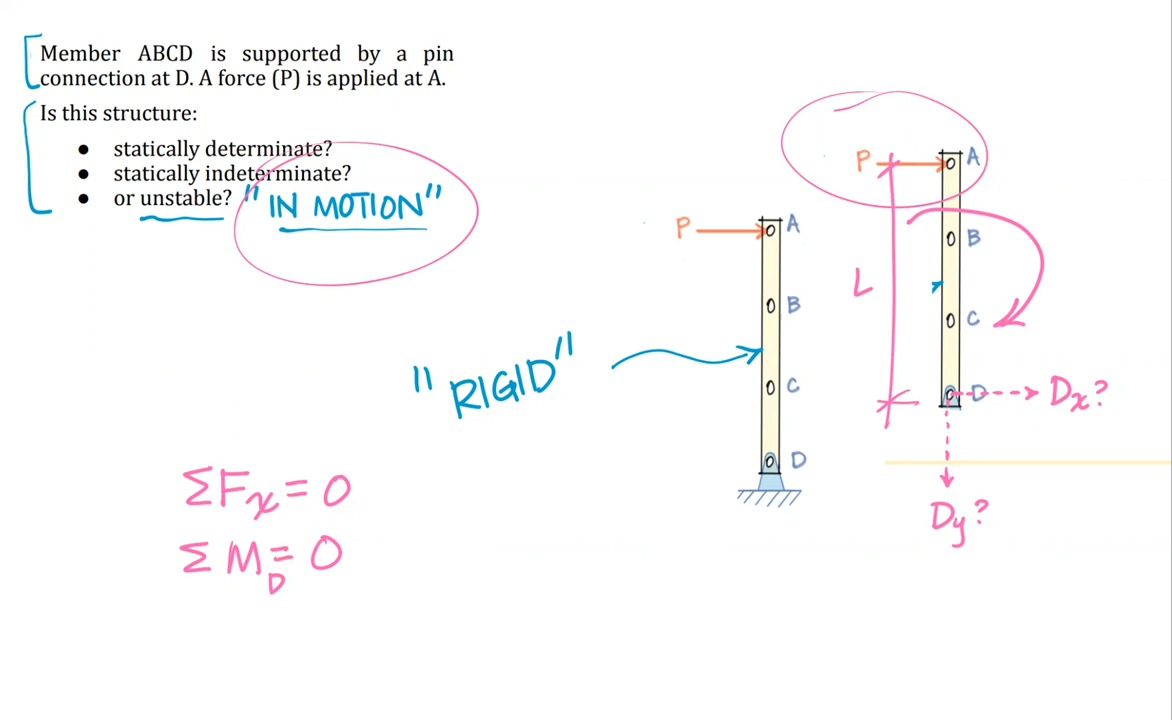 Member ABCD is supported by a pin
connection at D. A force (P) is applied at A.
Is this structure:
● statically determinate?
● statically indeterminate?
● or unstable? "IN MOTION"
P A
B
C
D
P A
B
L
C
D Dx?
Dy?
"RIGID"
ΣFx = 0
ΣM_D = 0